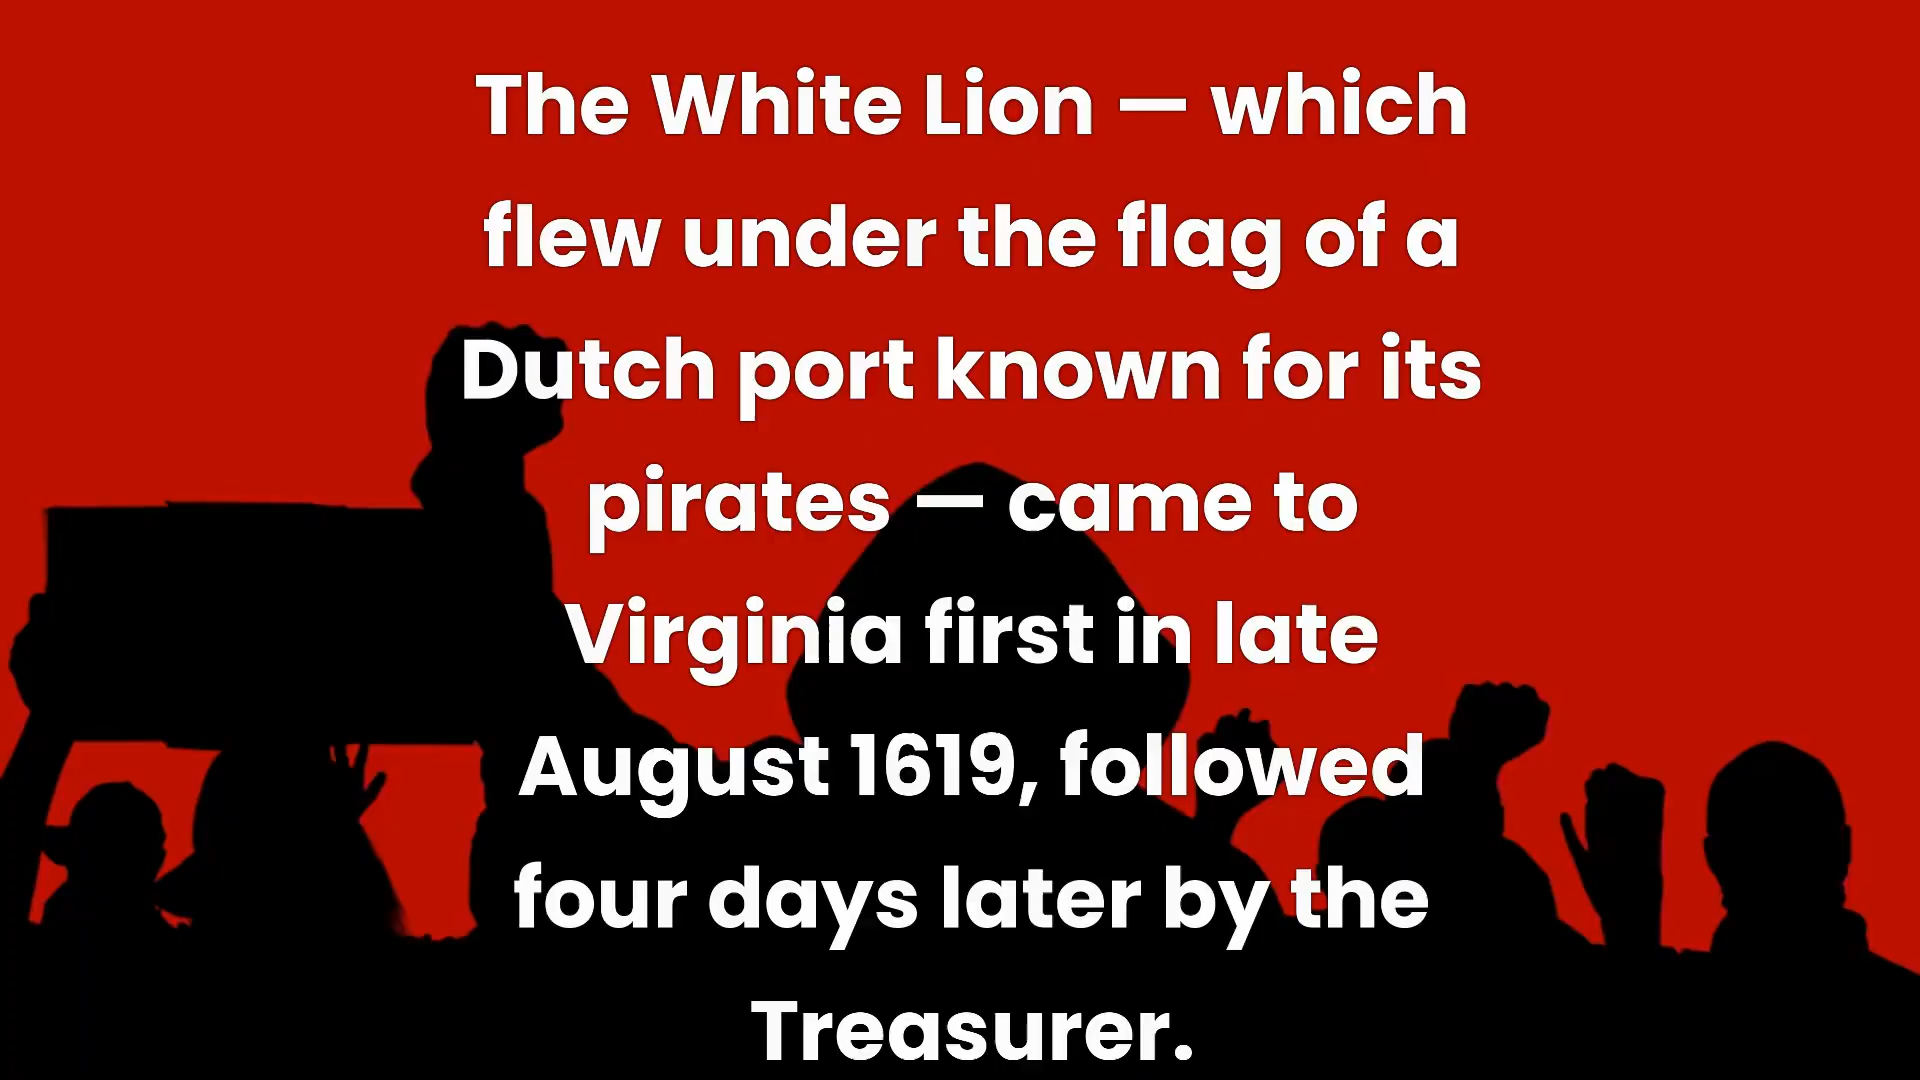 The White Lion — which
flew under the flag of a
Dutch port known for its
pirates — came to
Virginia first in late
August 1619, followed
four days later by the
Treasurer.